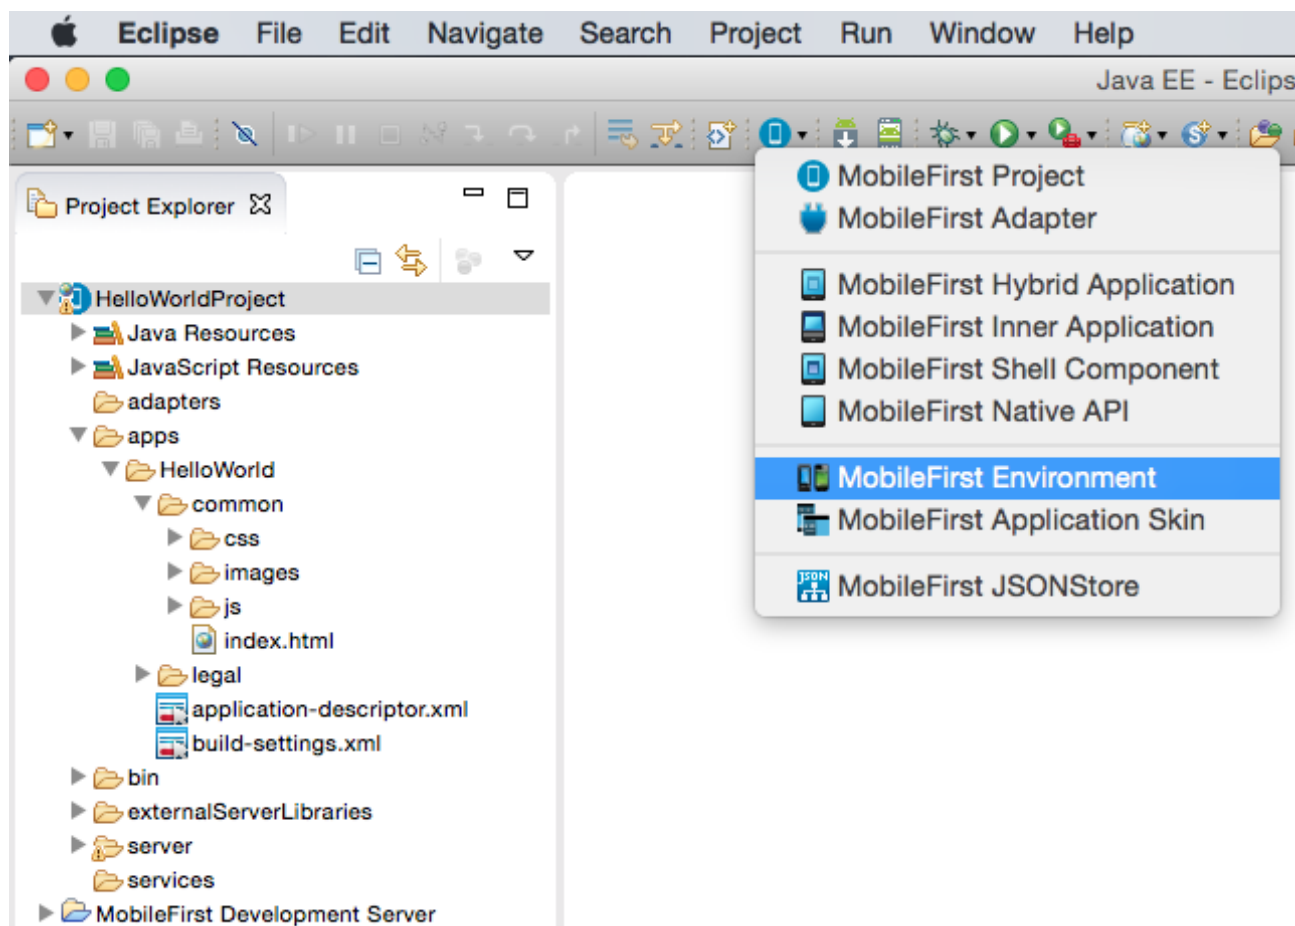 Eclipse File Edit Navigate Search Project Run Window Help
Java EE - Eclips
Project Explorer
HelloWorldProject
Java Resources
JavaScript Resources
adapters
apps
HelloWorld
common
css
images
js
index.html
legal
application-descriptor.xml
build-settings.xml
bin
externalServerLibraries
server
services
MobileFirst Development Server
MobileFirst Project
MobileFirst Adapter
MobileFirst Hybrid Application
MobileFirst Inner Application
MobileFirst Shell Component
MobileFirst Native API
MobileFirst Environment
MobileFirst Application Skin
JSON
MobileFirst JSONStore